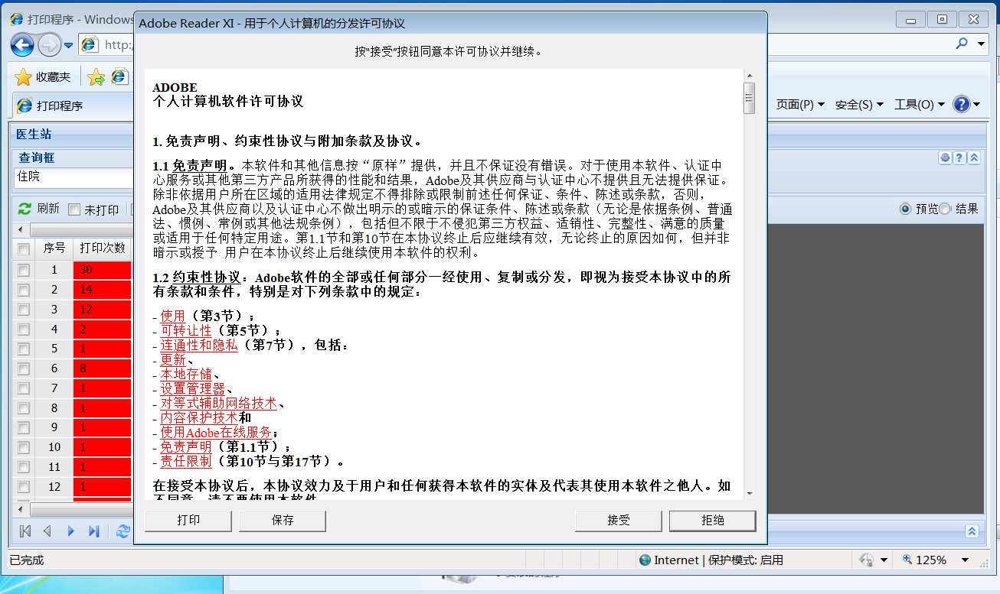 打印程序 - Windows
Adobe Reader XI - 用于个人计算机的分发许可协议
http:
按“接受”按钮同意本许可协议并继续。
收藏夹
打印程序
页面(P)
安全(S)
工具(O)
医生站
查询框
住院
刷新
未打印
预览
结果
序号
打印次数
1 30
2 14
3 12
4 2
5 1
6 8
7 1
8 1
9 1
10 1
11 1
12 1
ADOBE
个人计算机软件许可协议
1. 免责声明、约束性协议与附加条款及协议。
1.1 免责声明。本软件和其他信息按“原样”提供，并且不保证没有错误。对于使用本软件、认证中
心服务或其他第三方产品所获得的性能和结果，Adobe及其供应商与认证中心不提供且无法提供保证。
除非依据用户所在区域的适用法律规定不得排除或限制前述任何保证、条件、陈述或条款，否则，
Adobe及其供应商以及认证中心不做出明示的或暗示的保证条件、陈述或条款（无论是依据条例、普通
法、惯例、常例或其他法规条例），包括但不限于不侵犯第三方权益、适销性、完整性、满意的质量
或适用于任何特定用途。第1.1节和第10节在本协议终止后应继续有效，无论终止的原因如何，但并非
暗示或授予 用户在本协议终止后继续使用本软件的权利。
1.2 约束性协议：Adobe软件的全部或任何部分一经使用、复制或分发，即视为接受本协议中的所
有条款和条件，特别是对下列条款中的规定：
- 使用（第3节）；
- 可转让性（第5节）；
- 连通性和隐私（第7节），包括：
- 更新、
- 本地存储、
- 设置管理器、
- 对等式辅助网络技术、
- 内容保护技术和
- 使用Adobe在线服务；
- 免责声明（第1.1节）；
- 责任限制（第10节与第17节）。
在接受本协议后，本协议效力及于用户和任何获得本软件的实体及代表其使用本软件之他人。如
不同意，请不要使用本软件。
打印
保存
接受
拒绝
已完成
Internet | 保护模式: 启用
125%